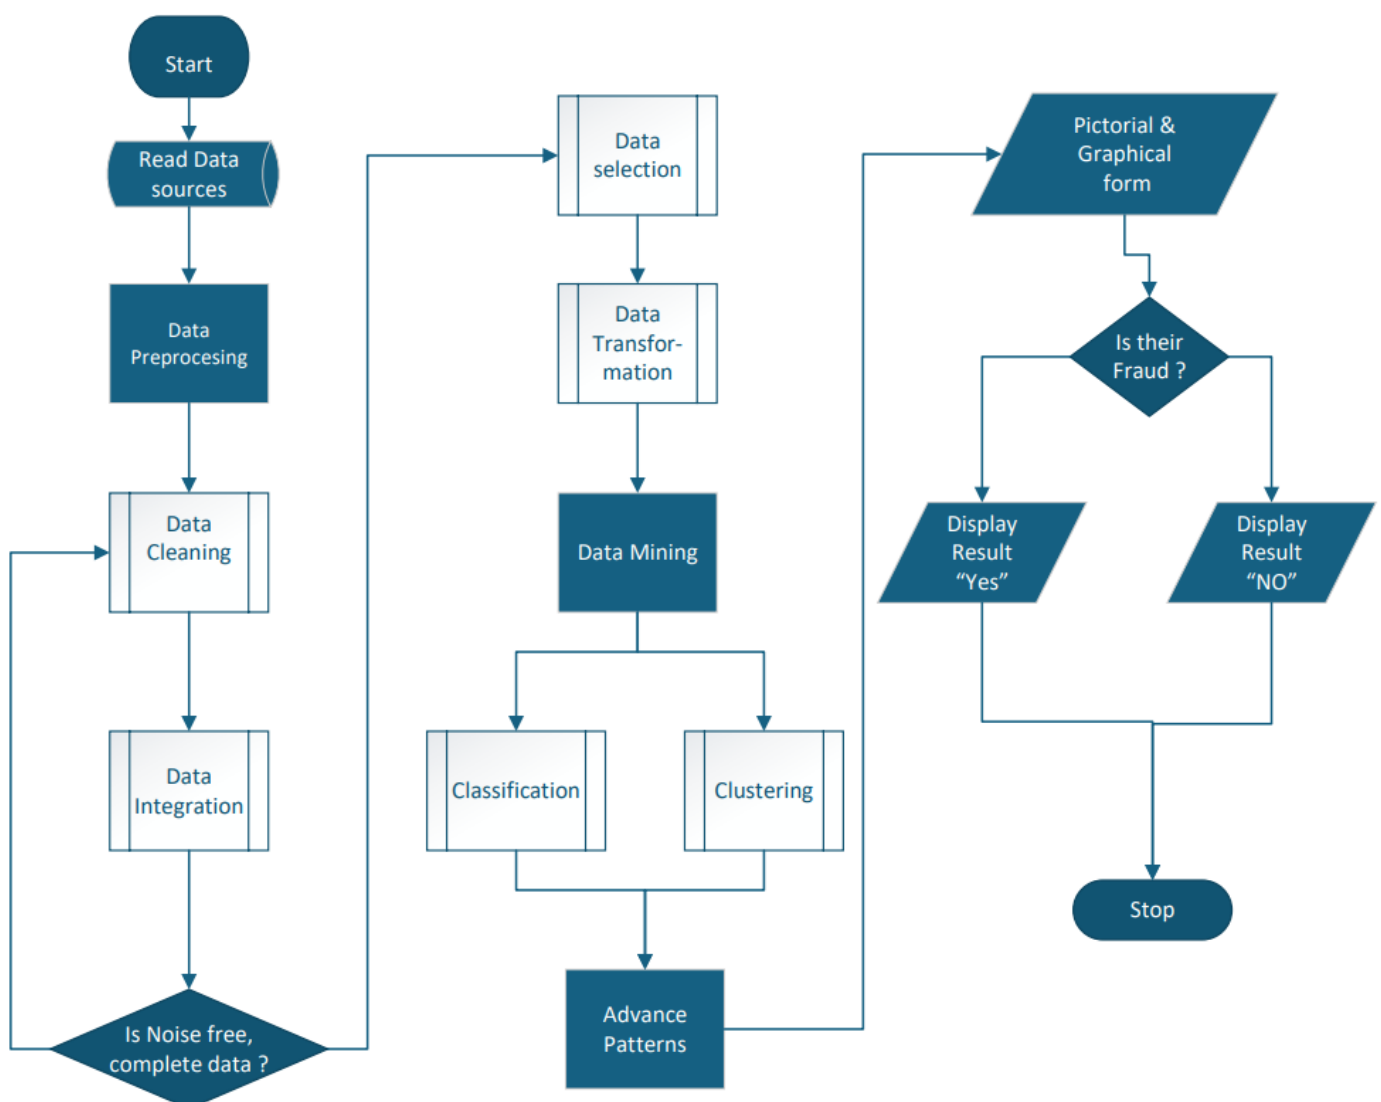 Start
Read Data
sources
Data
Preprocesing
Data
Cleaning
Data
Integration
Is Noise free,
complete data ?
Data
selection
Data
Transfor-
mation
Data Mining
Classification
Clustering
Advance
Patterns
Pictorial &
Graphical
form
Is their
Fraud ?
Display
Result
“Yes”
Display
Result
“NO”
Stop